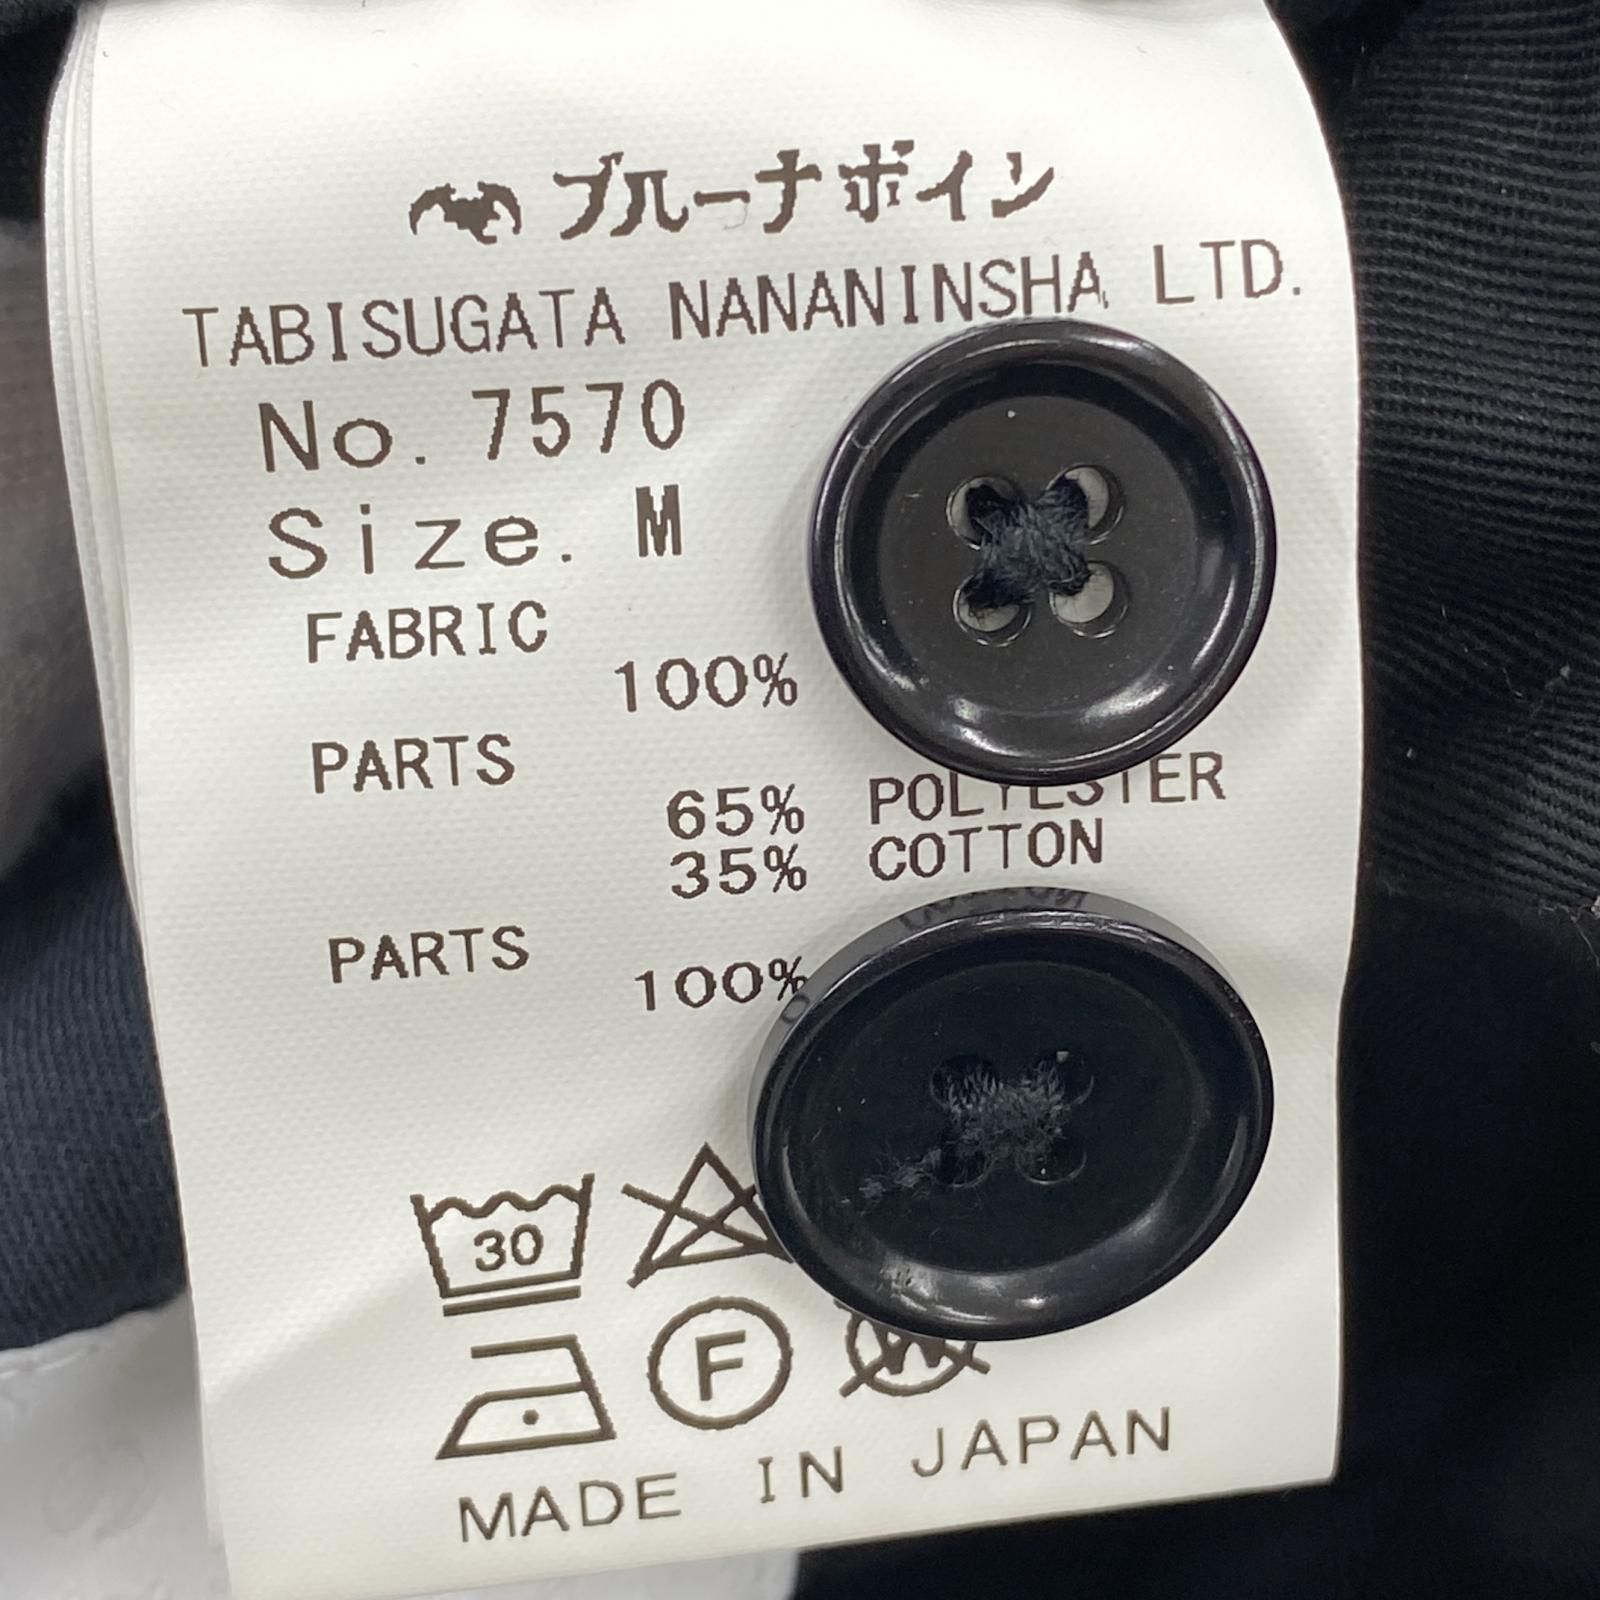 ブルーナボイン
TABISUGATA NANANINSHA LTD.
No. 7570
Size. M
FABRIC
100%
PARTS
65% POLYESTER
35% COTTON
PARTS
100%
30
F
W
MADE IN JAPAN